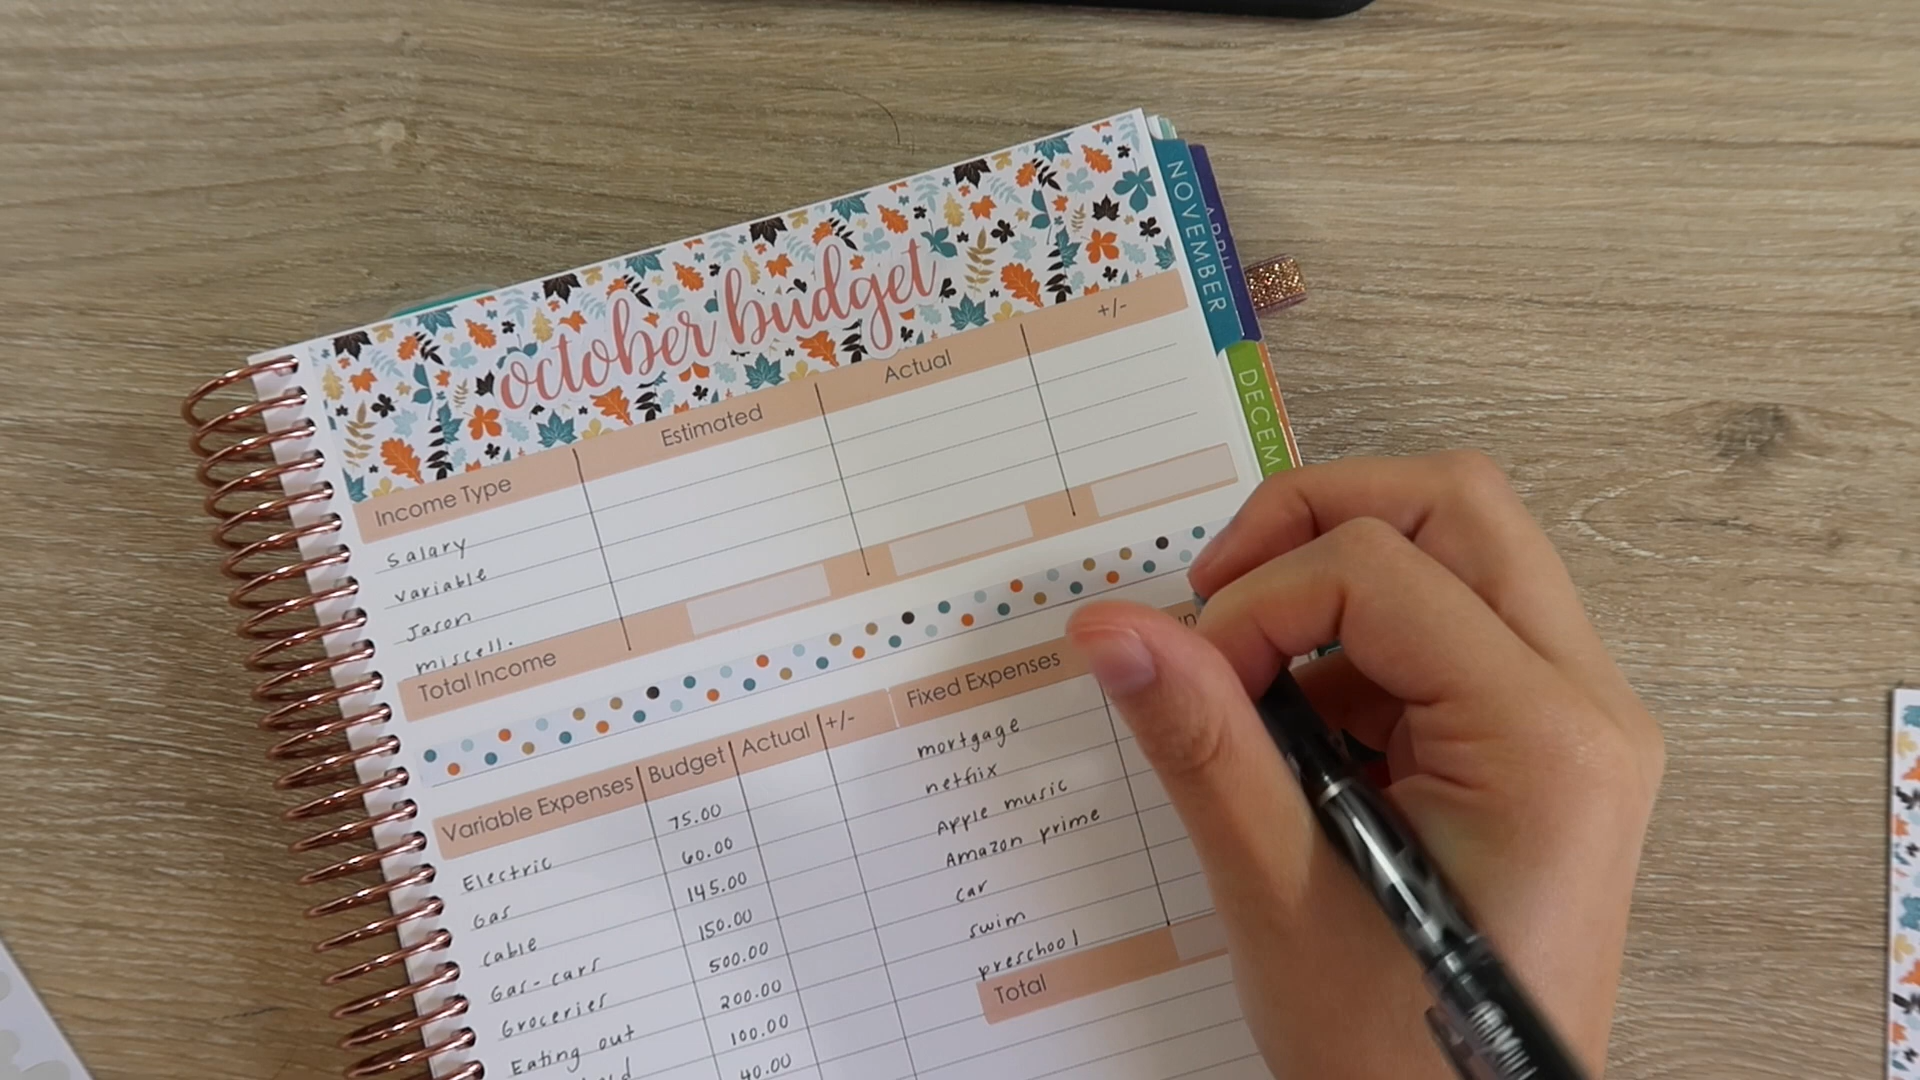 october budget
Income Type Estimated Actual +/-
Salary
variable
Jason
miscell.
Total Income
Variable Expenses Budget Actual +/-
Electric 75.00
Gas 60.00
cable 145.00
Gas-cars 150.00
Groceries 500.00
Eating out 200.00
100.00
40.00
Fixed Expenses
mortgage
netflix
Apple music
Amazon prime
car
swim
preschool
Total
NOVEMBER
APRIL
DECEM